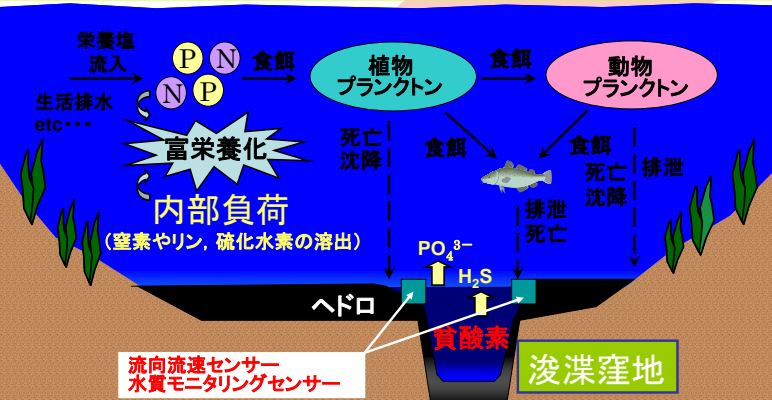 栄養塩
流入
P
N
N
P
食餌
植物
プランクトン
食餌
動物
プランクトン
生活排水
etc・・・
富栄養化
死亡
沈降
食餌
食餌
死亡
沈降
排泄
内部負荷
（窒素やリン，硫化水素の溶出）
排泄
死亡
PO₄³⁻
H₂S
ヘドロ
貧酸素
流向流速センサー
水質モニタリングセンサー
浚渫窪地